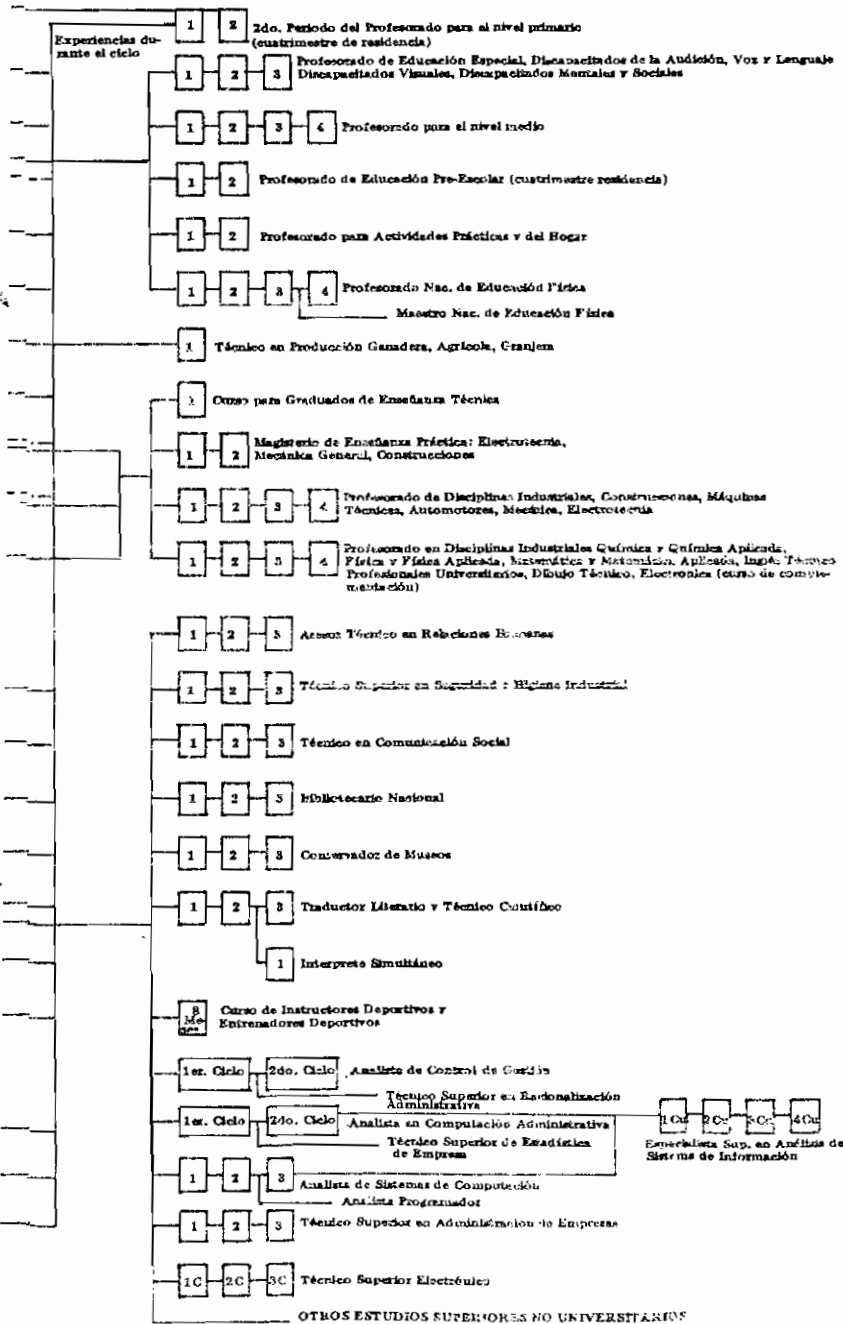 Experiencias du-
rante el ciclo
1 2 2do. Periodo del Profesorado para el nivel primario
(cuatrimestre de residencia)
1 2 3 Profesorado de Educación Especial, Discapacitados de la Audición, Voz y Lenguaje
Discapacitados Visuales, Discapacitados Mentales y Sociales
1 2 3 4 Profesorado para el nivel medio
1 2 Profesorado de Educación Pre-Escolar (cuatrimestre residencia)
1 2 Profesorado para Actividades Prácticas y del Hogar
1 2 3 4 Profesorado Nac. de Educación Física
Maestro Nac. de Educación Física
1 Técnico en Producción Ganadera, Agrícola, Granjera
1 Curso para Graduados de Enseñanza Técnica
1 2 Magisterio de Enseñanza Práctica: Electrotecnia,
Mecánica General, Construcciones
1 2 3 4 Profesorado de Disciplinas Industriales, Construcciones, Máquinas
Técnicas, Automotores, Mecánica, Electrotecnia
1 2 3 4 Profesorado en Disciplinas Industriales Química y Química Aplicada,
Física y Física Aplicada, Matemática y Matemática Aplicada, Inglés Técnico
Profesionales Universitarios, Dibujo Técnico, Electronica (curso de comple-
mentación)
1 2 3 Asesor Técnico en Relaciones Humanas
1 2 3 Técnico Superior en Seguridad e Higiene Industrial
1 2 3 Técnico en Comunicación Social
1 2 3 Bibliotecario Nacional
1 2 3 Conservador de Museos
1 2 3 Traductor Literario y Técnico Científico
1 Interprete Simultáneo
8 Me ses Curso de Instructores Deportivos y
Entrenadores Deportivos
1er. Ciclo 2do. Ciclo Analista de Control de Gestión
Técnico Superior en Racionalización
Administrativa
1er. Ciclo 2do. Ciclo Analista en Computación Administrativa
Técnico Superior de Estadística
de Empresa
1 Cu 2 Cu 3 Cu 4 Cu
Especialista Sup. en Análisis de
Sistema de Información
1 2 3 Analista de Sistemas de Computación
Analista Programador
1 2 3 Técnico Superior en Administracion de Empresas
1C 2C 3C Técnico Superior Electrónico
OTROS ESTUDIOS SUPERIORES NO UNIVERSITARIOS